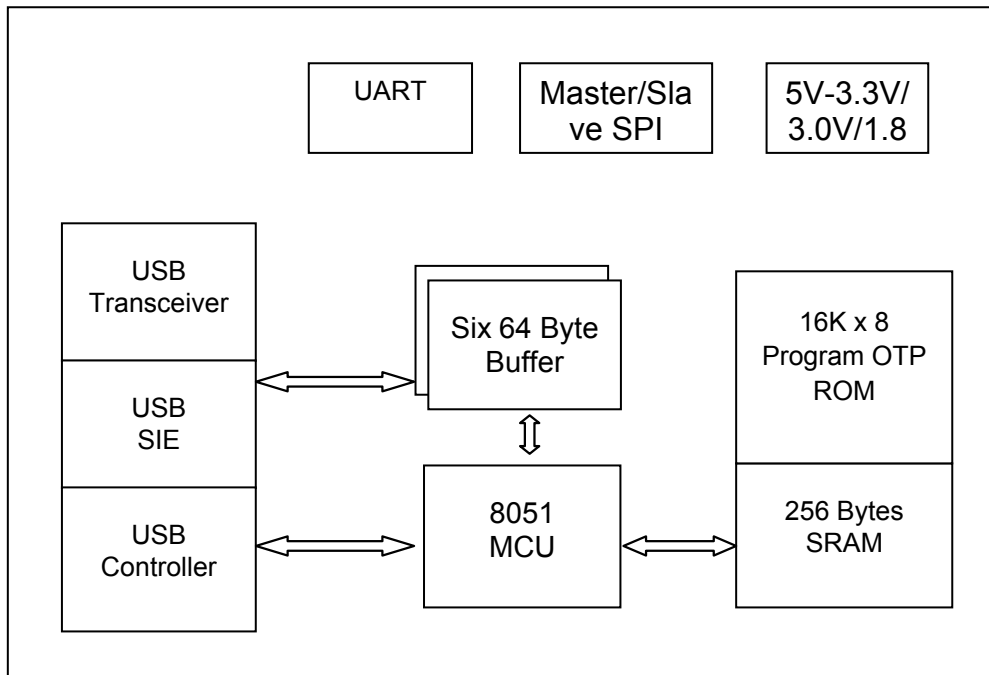 UART
Master/Sla
ve SPI
5V-3.3V/
3.0V/1.8
USB
Transceiver
USB
SIE
USB
Controller
Six 64 Byte
Buffer
8051
MCU
16K x 8
Program OTP
ROM
256 Bytes
SRAM